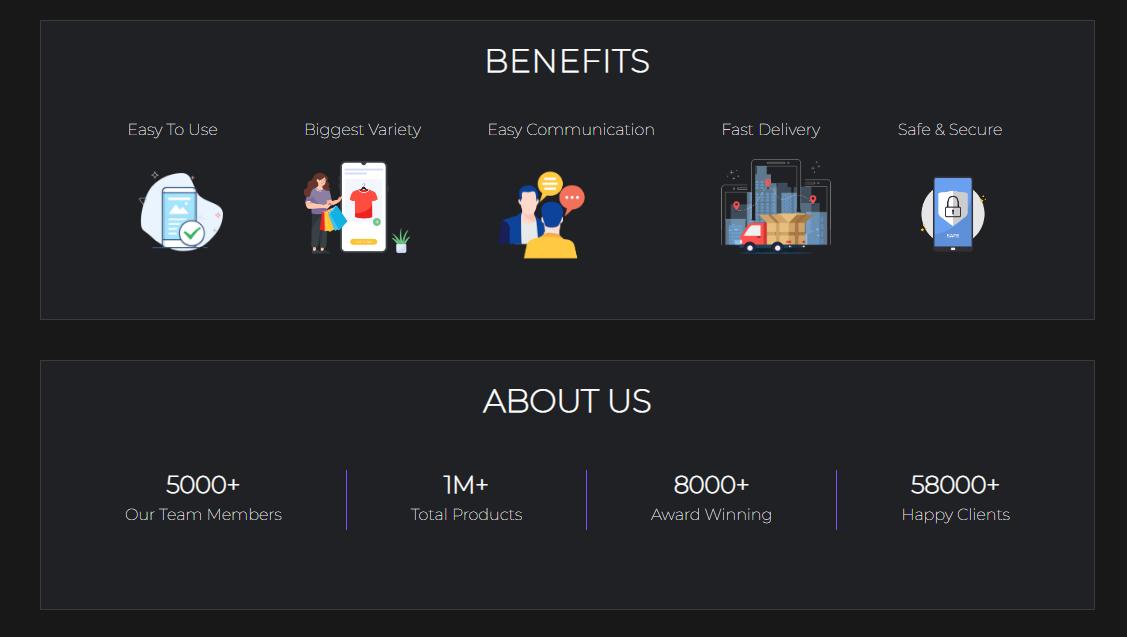 BENEFITS
Easy To Use
Biggest Variety
Easy Communication
Fast Delivery
Safe & Secure
SAFE
ABOUT US
5000+
Our Team Members
1M+
Total Products
8000+
Award Winning
58000+
Happy Clients